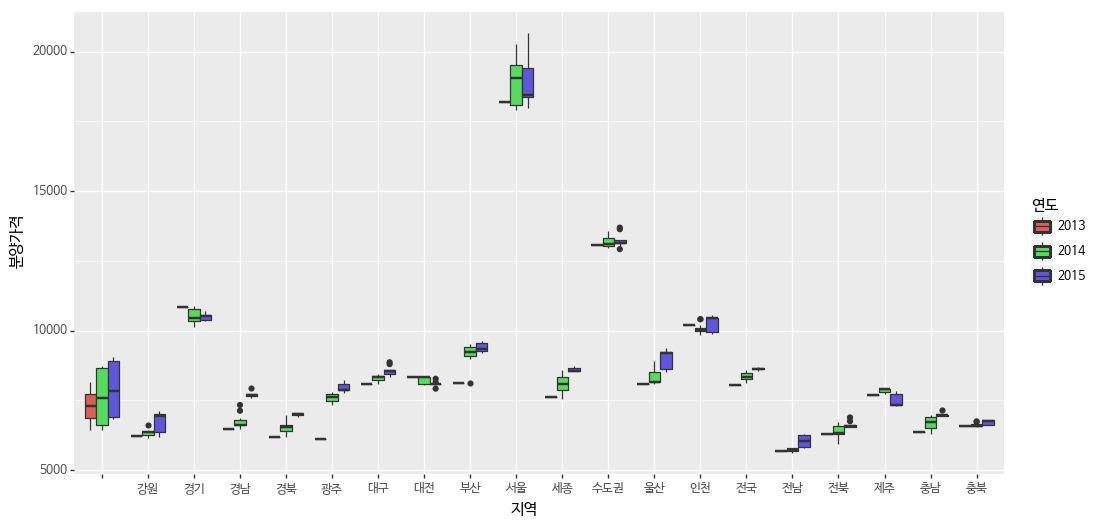 20000
15000
10000
5000
분양가격
강원 경기 경남 경북 광주 대구 대전 부산 서울 세종 수도권 울산 인천 전국 전남 전북 제주 충남 충북
지역
연도
2013
2014
2015